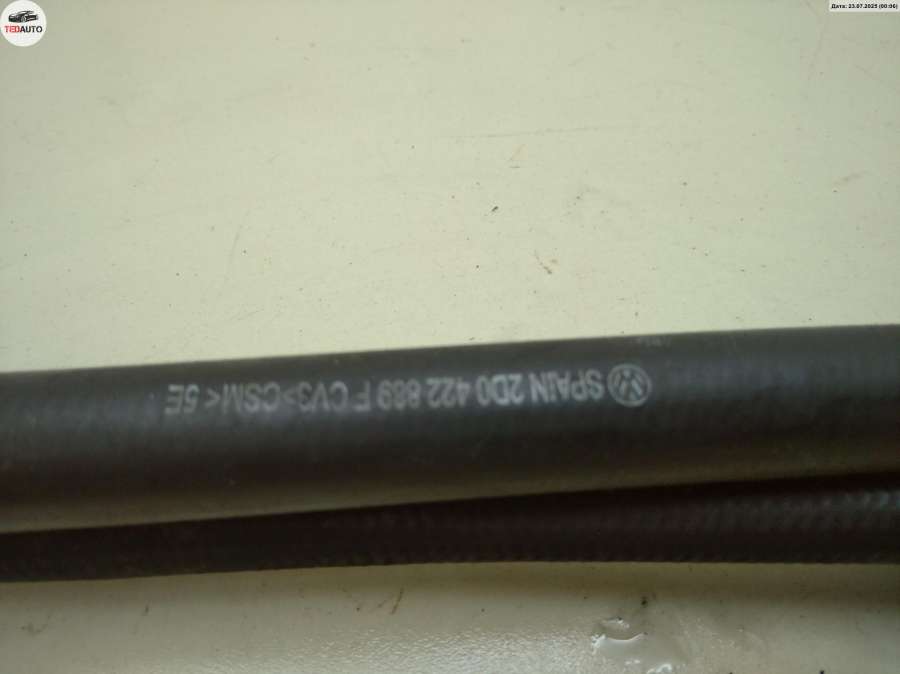 TEDAUTO
Дата: 23.07.2025 (00:06)
SPAIN 2D0 422 889 F CV3>CSM<5E